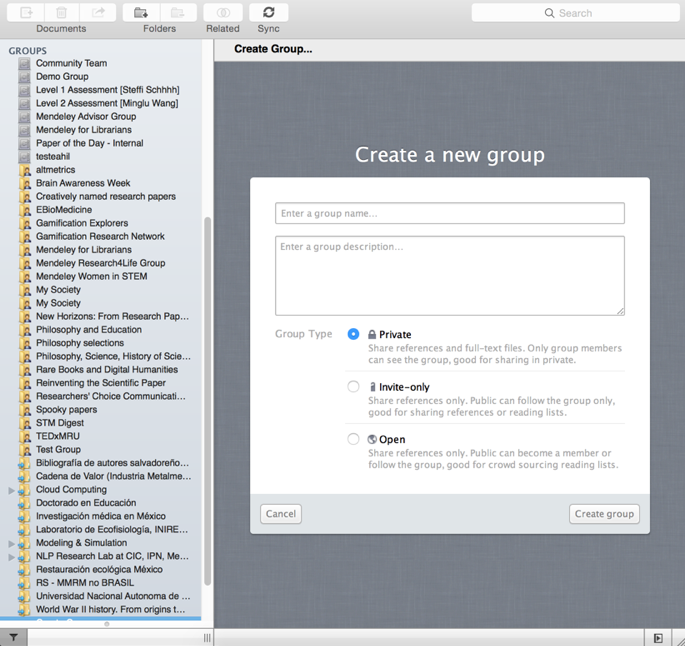 Documents
Folders
Related
Sync
Search
GROUPS
Community Team
Demo Group
Level 1 Assessment [Steffi Schhhh]
Level 2 Assessment [Minglu Wang]
Mendeley Advisor Group
Mendeley for Librarians
Paper of the Day - Internal
testeahil
altmetrics
Brain Awareness Week
Creatively named research papers
EBioMedicine
Gamification Explorers
Gamification Research Network
Mendeley for Librarians
Mendeley Research4Life Group
Mendeley Women in STEM
My Society
My Society
New Horizons: From Research Pap...
Philosophy and Education
Philosophy selections
Philosophy, Science, History of Scie...
Rare Books and Digital Humanities
Reinventing the Scientific Paper
Researchers' Choice Communicati...
Spooky papers
STM Digest
TEDxMRU
Test Group
Bibliografía de autores salvadoreño...
Cadena de Valor (Industria Metalme...
Cloud Computing
Doctorado en Educación
Investigación médica en México
Laboratorio de Ecofisiología, INIRE...
Modeling & Simulation
NLP Research Lab at CIC, IPN, Me...
Restauración ecológica México
RS - MMRM no BRASIL
Universidad Nacional Autonoma de ...
World War II history. From origins t...
Create Group...
Create a new group
Enter a group name...
Enter a group description...
Group Type
Private
Share references and full-text files. Only group members
can see the group, good for sharing in private.
Invite-only
Share references only. Public can follow the group only,
good for sharing references or reading lists.
Open
Share references only. Public can become a member or
follow the group, good for crowd sourcing reading lists.
Cancel
Create group